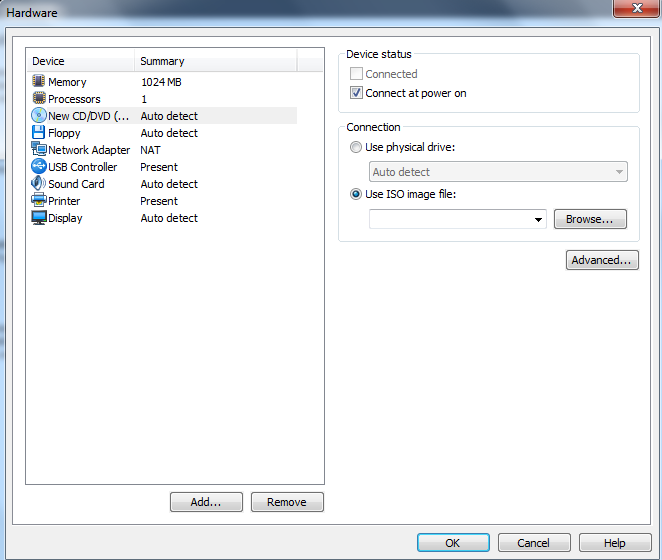 Hardware
Device Summary
Memory 1024 MB
Processors 1
New CD/DVD (... Auto detect
Floppy Auto detect
Network Adapter NAT
USB Controller Present
Sound Card Auto detect
Printer Present
Display Auto detect
Add... Remove
Device status
Connected
Connect at power on
Connection
Use physical drive:
Auto detect
Use ISO image file:
Browse...
Advanced...
OK Cancel Help